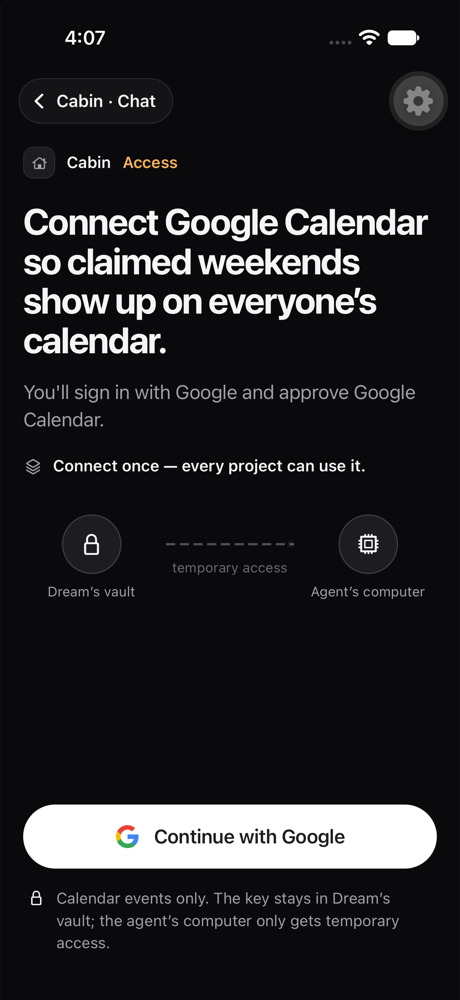 4:07
Cabin · Chat
Cabin Access
Connect Google Calendar
so claimed weekends
show up on everyone’s
calendar.
You'll sign in with Google and approve Google
Calendar.
Connect once — every project can use it.
temporary access
Dream’s vault
Agent’s computer
Continue with Google
Calendar events only. The key stays in Dream’s
vault; the agent’s computer only gets temporary
access.